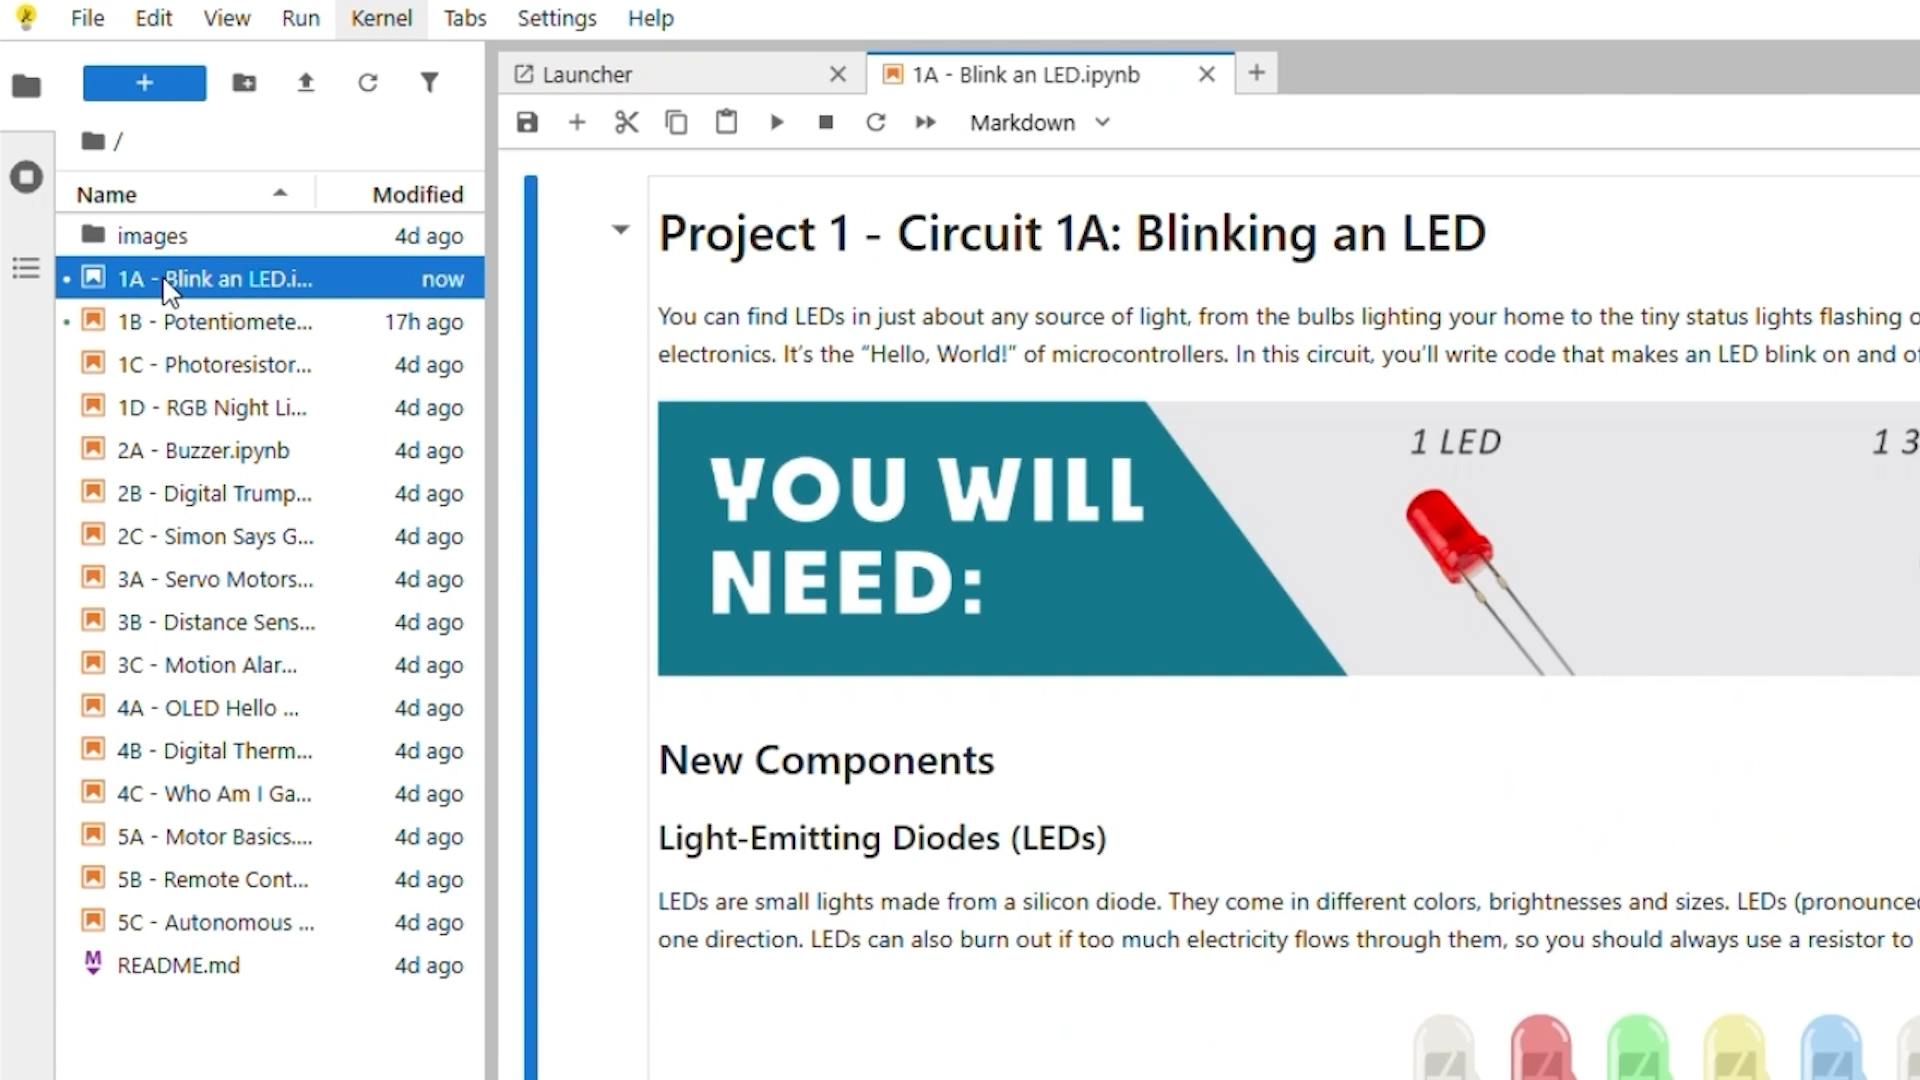 File Edit View Run Kernel Tabs Settings Help
Launcher
1A - Blink an LED.ipynb
Markdown
/
Name Modified
images 4d ago
1A - Blink an LED.i... now
1B - Potentiomete... 17h ago
1C - Photoresistor... 4d ago
1D - RGB Night Li... 4d ago
2A - Buzzer.ipynb 4d ago
2B - Digital Trump... 4d ago
2C - Simon Says G... 4d ago
3A - Servo Motors... 4d ago
3B - Distance Sens... 4d ago
3C - Motion Alar... 4d ago
4A - OLED Hello ... 4d ago
4B - Digital Therm... 4d ago
4C - Who Am I Ga... 4d ago
5A - Motor Basics.... 4d ago
5B - Remote Cont... 4d ago
5C - Autonomous ... 4d ago
README.md 4d ago
Project 1 - Circuit 1A: Blinking an LED
You can find LEDs in just about any source of light, from the bulbs lighting your home to the tiny status lights flashing
electronics. It's the “Hello, World!” of microcontrollers. In this circuit, you'll write code that makes an LED blink on and
YOU WILL
NEED:
1 LED
1 3
New Components
Light-Emitting Diodes (LEDs)
LEDs are small lights made from a silicon diode. They come in different colors, brightnesses and sizes. LEDs (pronounced
one direction. LEDs can also burn out if too much electricity flows through them, so you should always use a resistor to